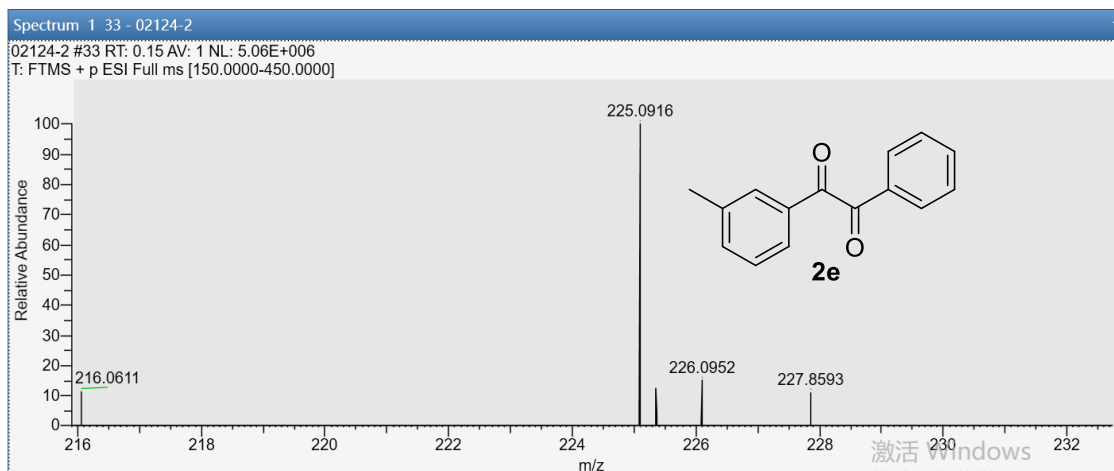 Spectrum 1 33 - 02124-2
02124-2 #33 RT: 0.15 AV: 1 NL: 5.06E+006
T: FTMS + p ESI Full ms [150.0000-450.0000]
225.0916
100
90
80
70
60
50
40
30
20
10
0
Relative Abundance
216.0611
226.0952
227.8593
O
O
2e
216
218
220
222
224
226
228
230
232
m/z
激活 Windows